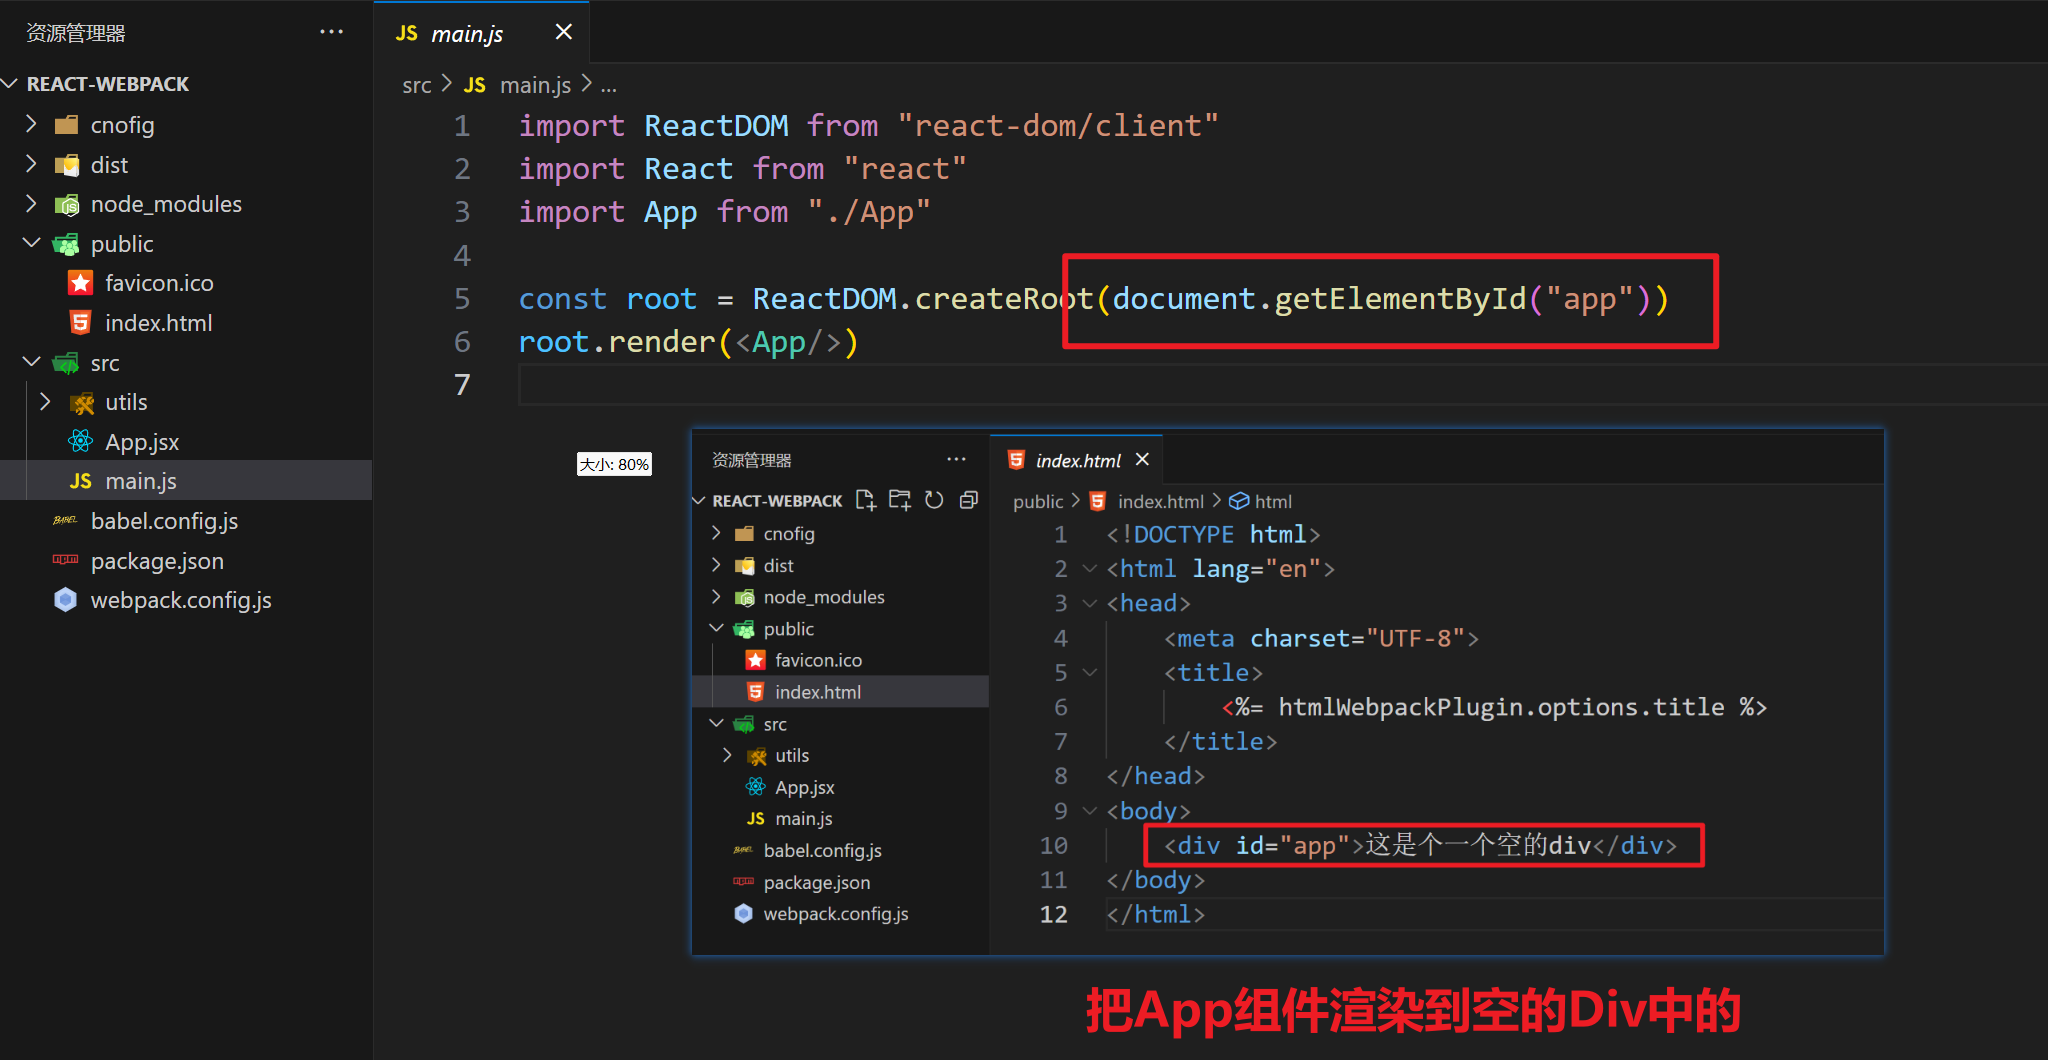 资源管理器 ···
REACT-WEBPACK
cnofig
dist
node_modules
public
favicon.ico
index.html
src
utils
App.jsx
JS main.js
BABEL babel.config.js
package.json
webpack.config.js
JS main.js ×
src > JS main.js > ...
1 import ReactDOM from "react-dom/client"
2 import React from "react"
3 import App from "./App"
4
5 const root = ReactDOM.createRoot(document.getElementById("app"))
6 root.render(<App/>)
7
大小: 80%
资源管理器 ···
REACT-WEBPACK
cnofig
dist
node_modules
public
favicon.ico
index.html
src
utils
App.jsx
JS main.js
BABEL babel.config.js
package.json
webpack.config.js
index.html ×
public > index.html > html
1 <!DOCTYPE html>
2 <html lang="en">
3 <head>
4 <meta charset="UTF-8">
5 <title>
6 <%= htmlWebpackPlugin.options.title %>
7 </title>
8 </head>
9 <body>
10 <div id="app">这是个一个空的div</div>
11 </body>
12 </html>
把App组件渲染到空的Div中的